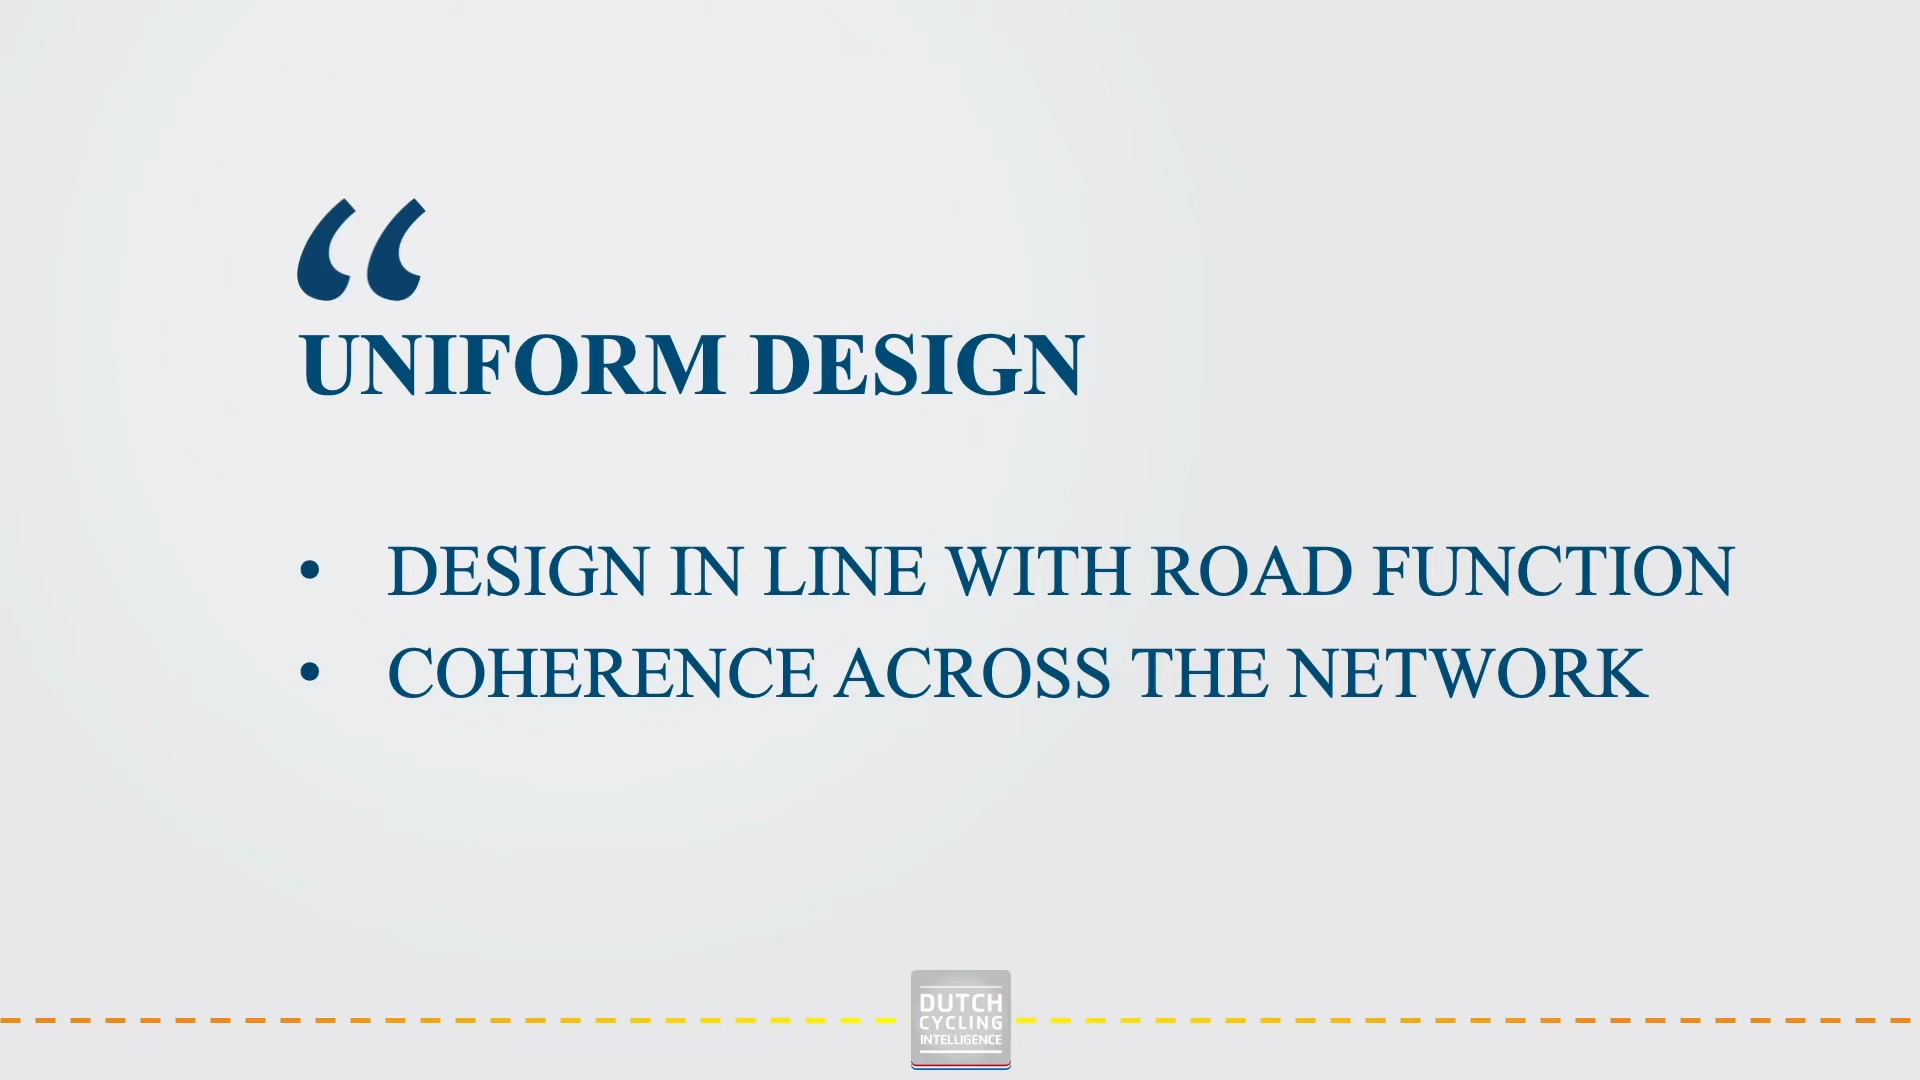 “
UNIFORM DESIGN
• DESIGN IN LINE WITH ROAD FUNCTION
• COHERENCE ACROSS THE NETWORK
DUTCH
CYCLING
INTELLIGENCE